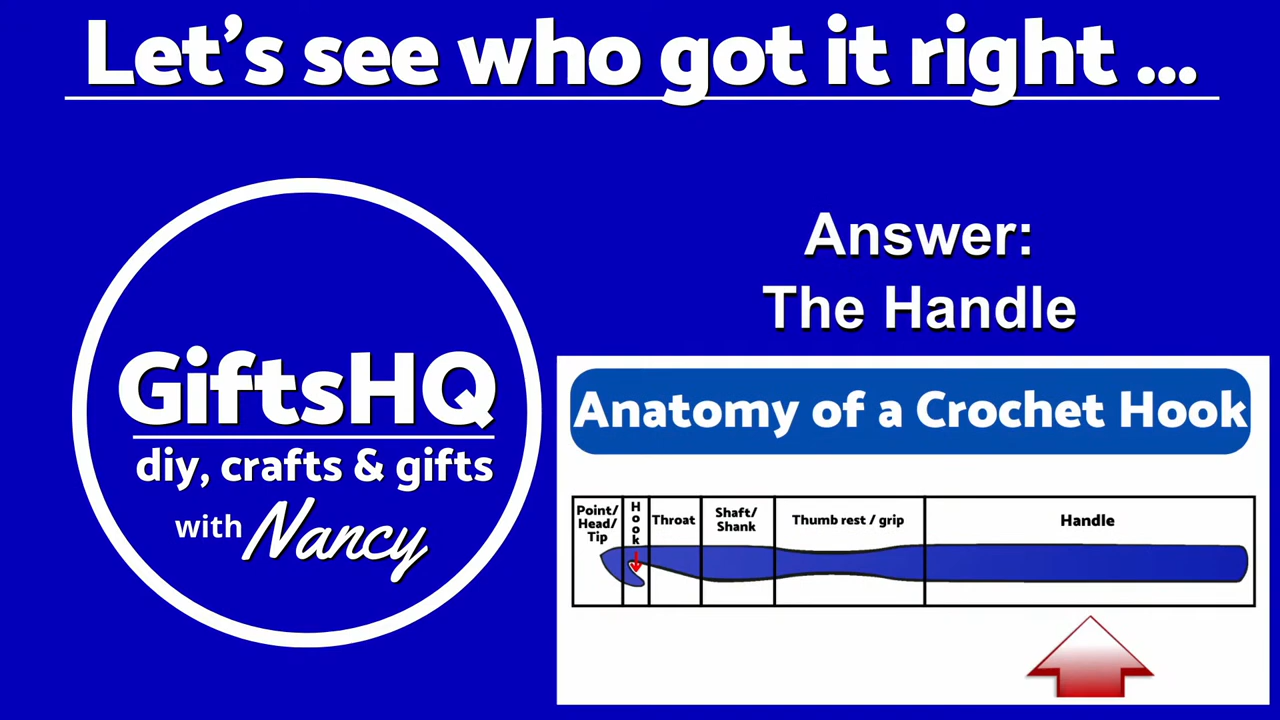 Let's see who got it right ...
GiftsHQ
diy, crafts & gifts
with Nancy
Answer:
The Handle
Anatomy of a Crochet Hook
Point/
Head/
Tip
Hook
Throat
Shaft/
Shank
Thumb rest / grip
Handle